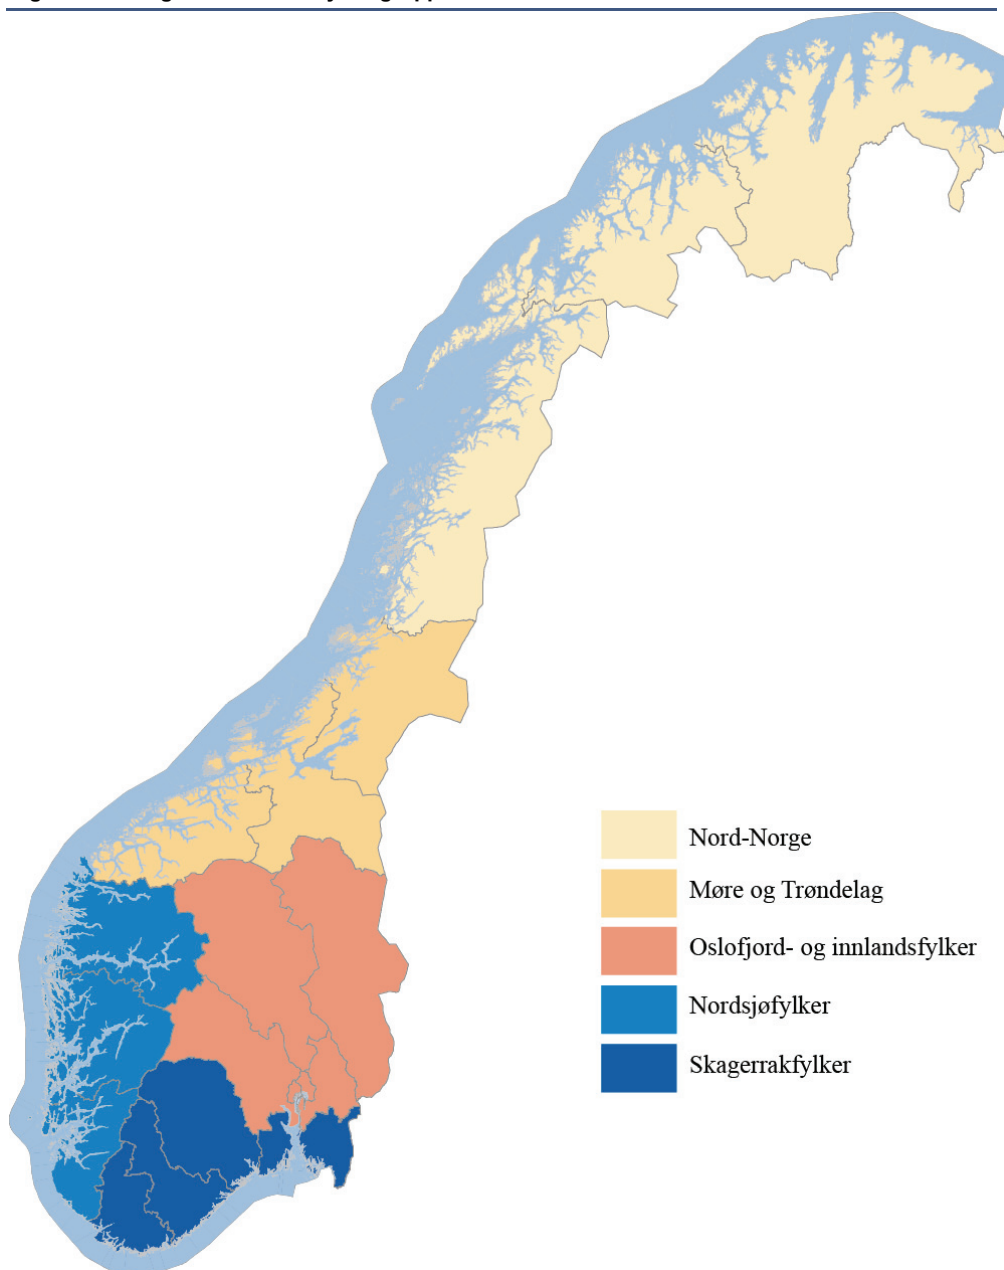 Nord-Norge
Møre og Trøndelag
Oslofjord- og innlandsfylker
Nordsjøfylker
Skagerrakfylker